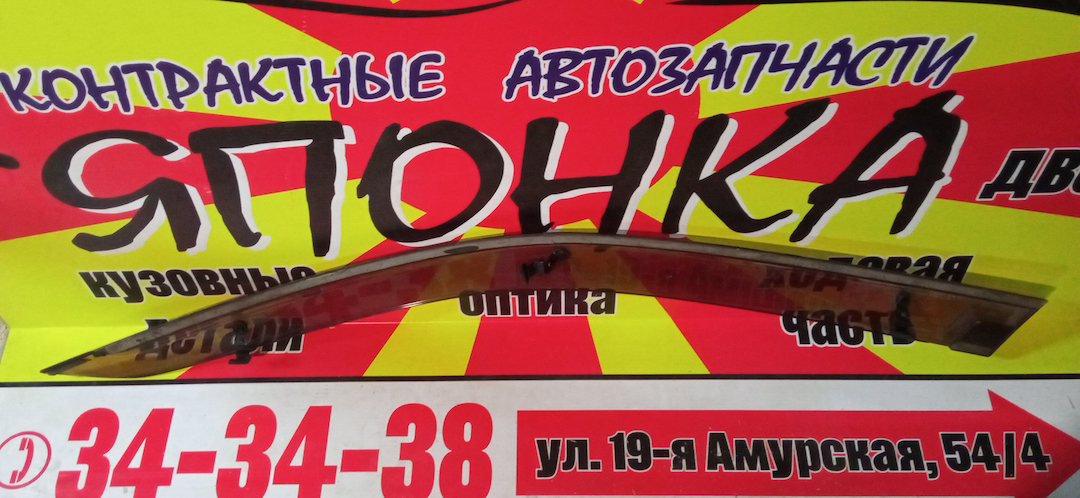 КОНТРАКТНЫЕ АВТОЗАПЧАСТИ
ЯПОНКА
кузовные оптика ходовая
детали часть
34-34-38 ул. 19-я Амурская, 54/4